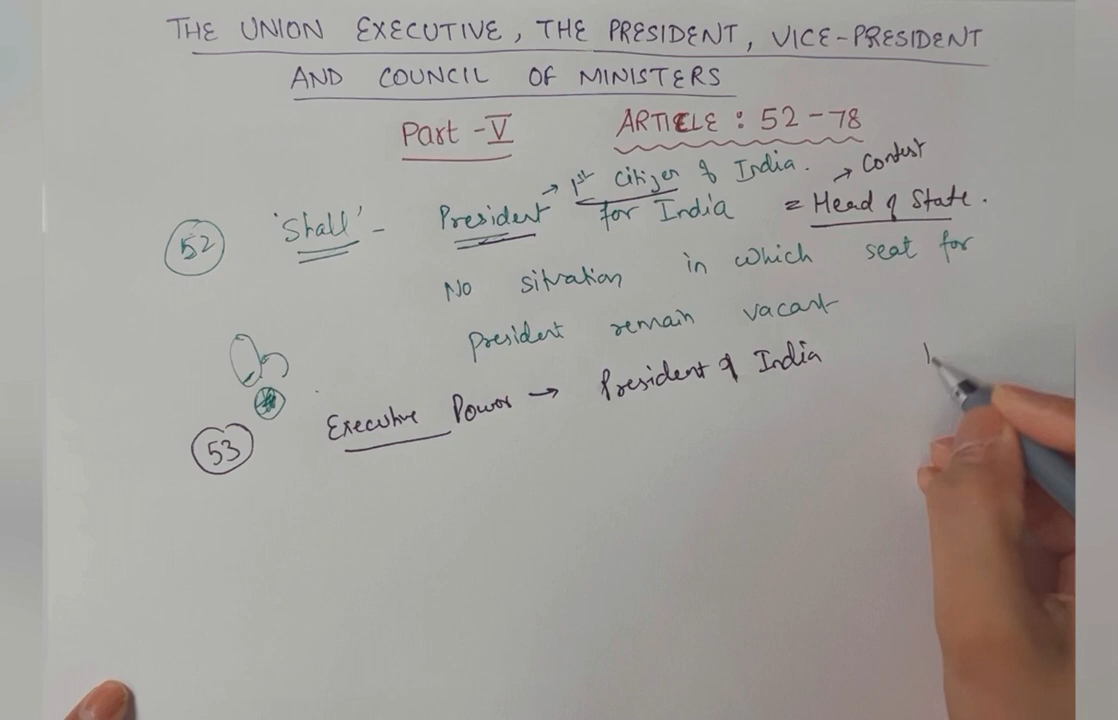 THE UNION EXECUTIVE, THE PRESIDENT, VICE-PRESIDENT
AND COUNCIL OF MINISTERS
Part - V ARTICLE : 52 - 78
→ 1st Citizen of India. → Contest
52 'Shall' - President for India = Head of State.
No situation in which seat for
president remain vacant
53 Executive Power → President of India